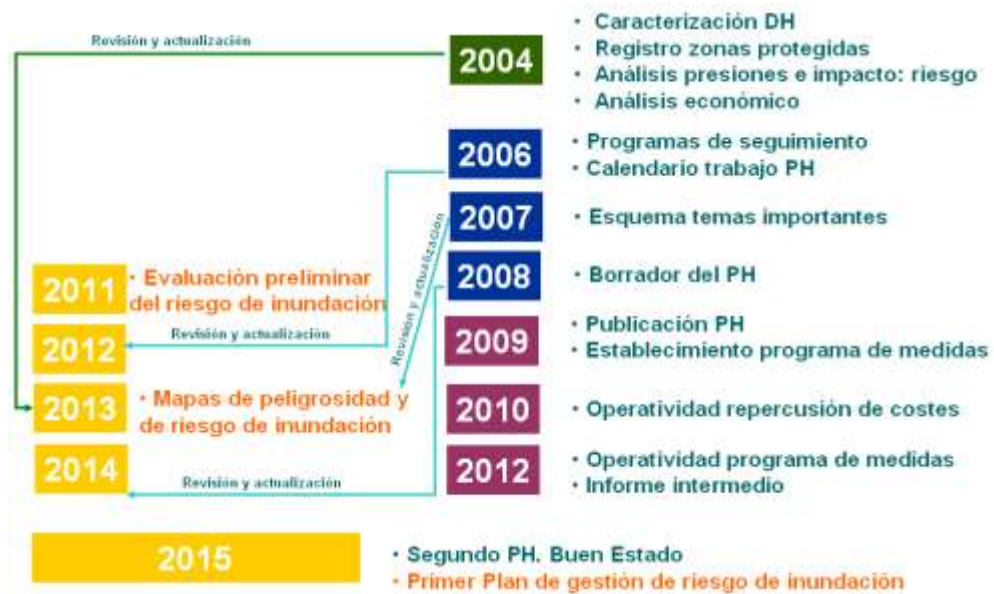 Revisión y actualización
2004
• Caracterización DH
• Registro zonas protegidas
• Análisis presiones e impacto: riesgo
• Análisis económico
2006
• Programas de seguimiento
• Calendario trabajo PH
2007
• Esquema temas importantes
Revisión y actualización
2008
• Borrador del PH
2011
• Evaluación preliminar
del riesgo de inundación
2012
Revisión y actualización
2009
• Publicación PH
• Establecimiento programa de medidas
2013
• Mapas de peligrosidad y
de riesgo de inundación
2010
• Operatividad repercusión de costes
2014
Revisión y actualización
2012
• Operatividad programa de medidas
• Informe intermedio
2015
• Segundo PH. Buen Estado
• Primer Plan de gestión de riesgo de inundación